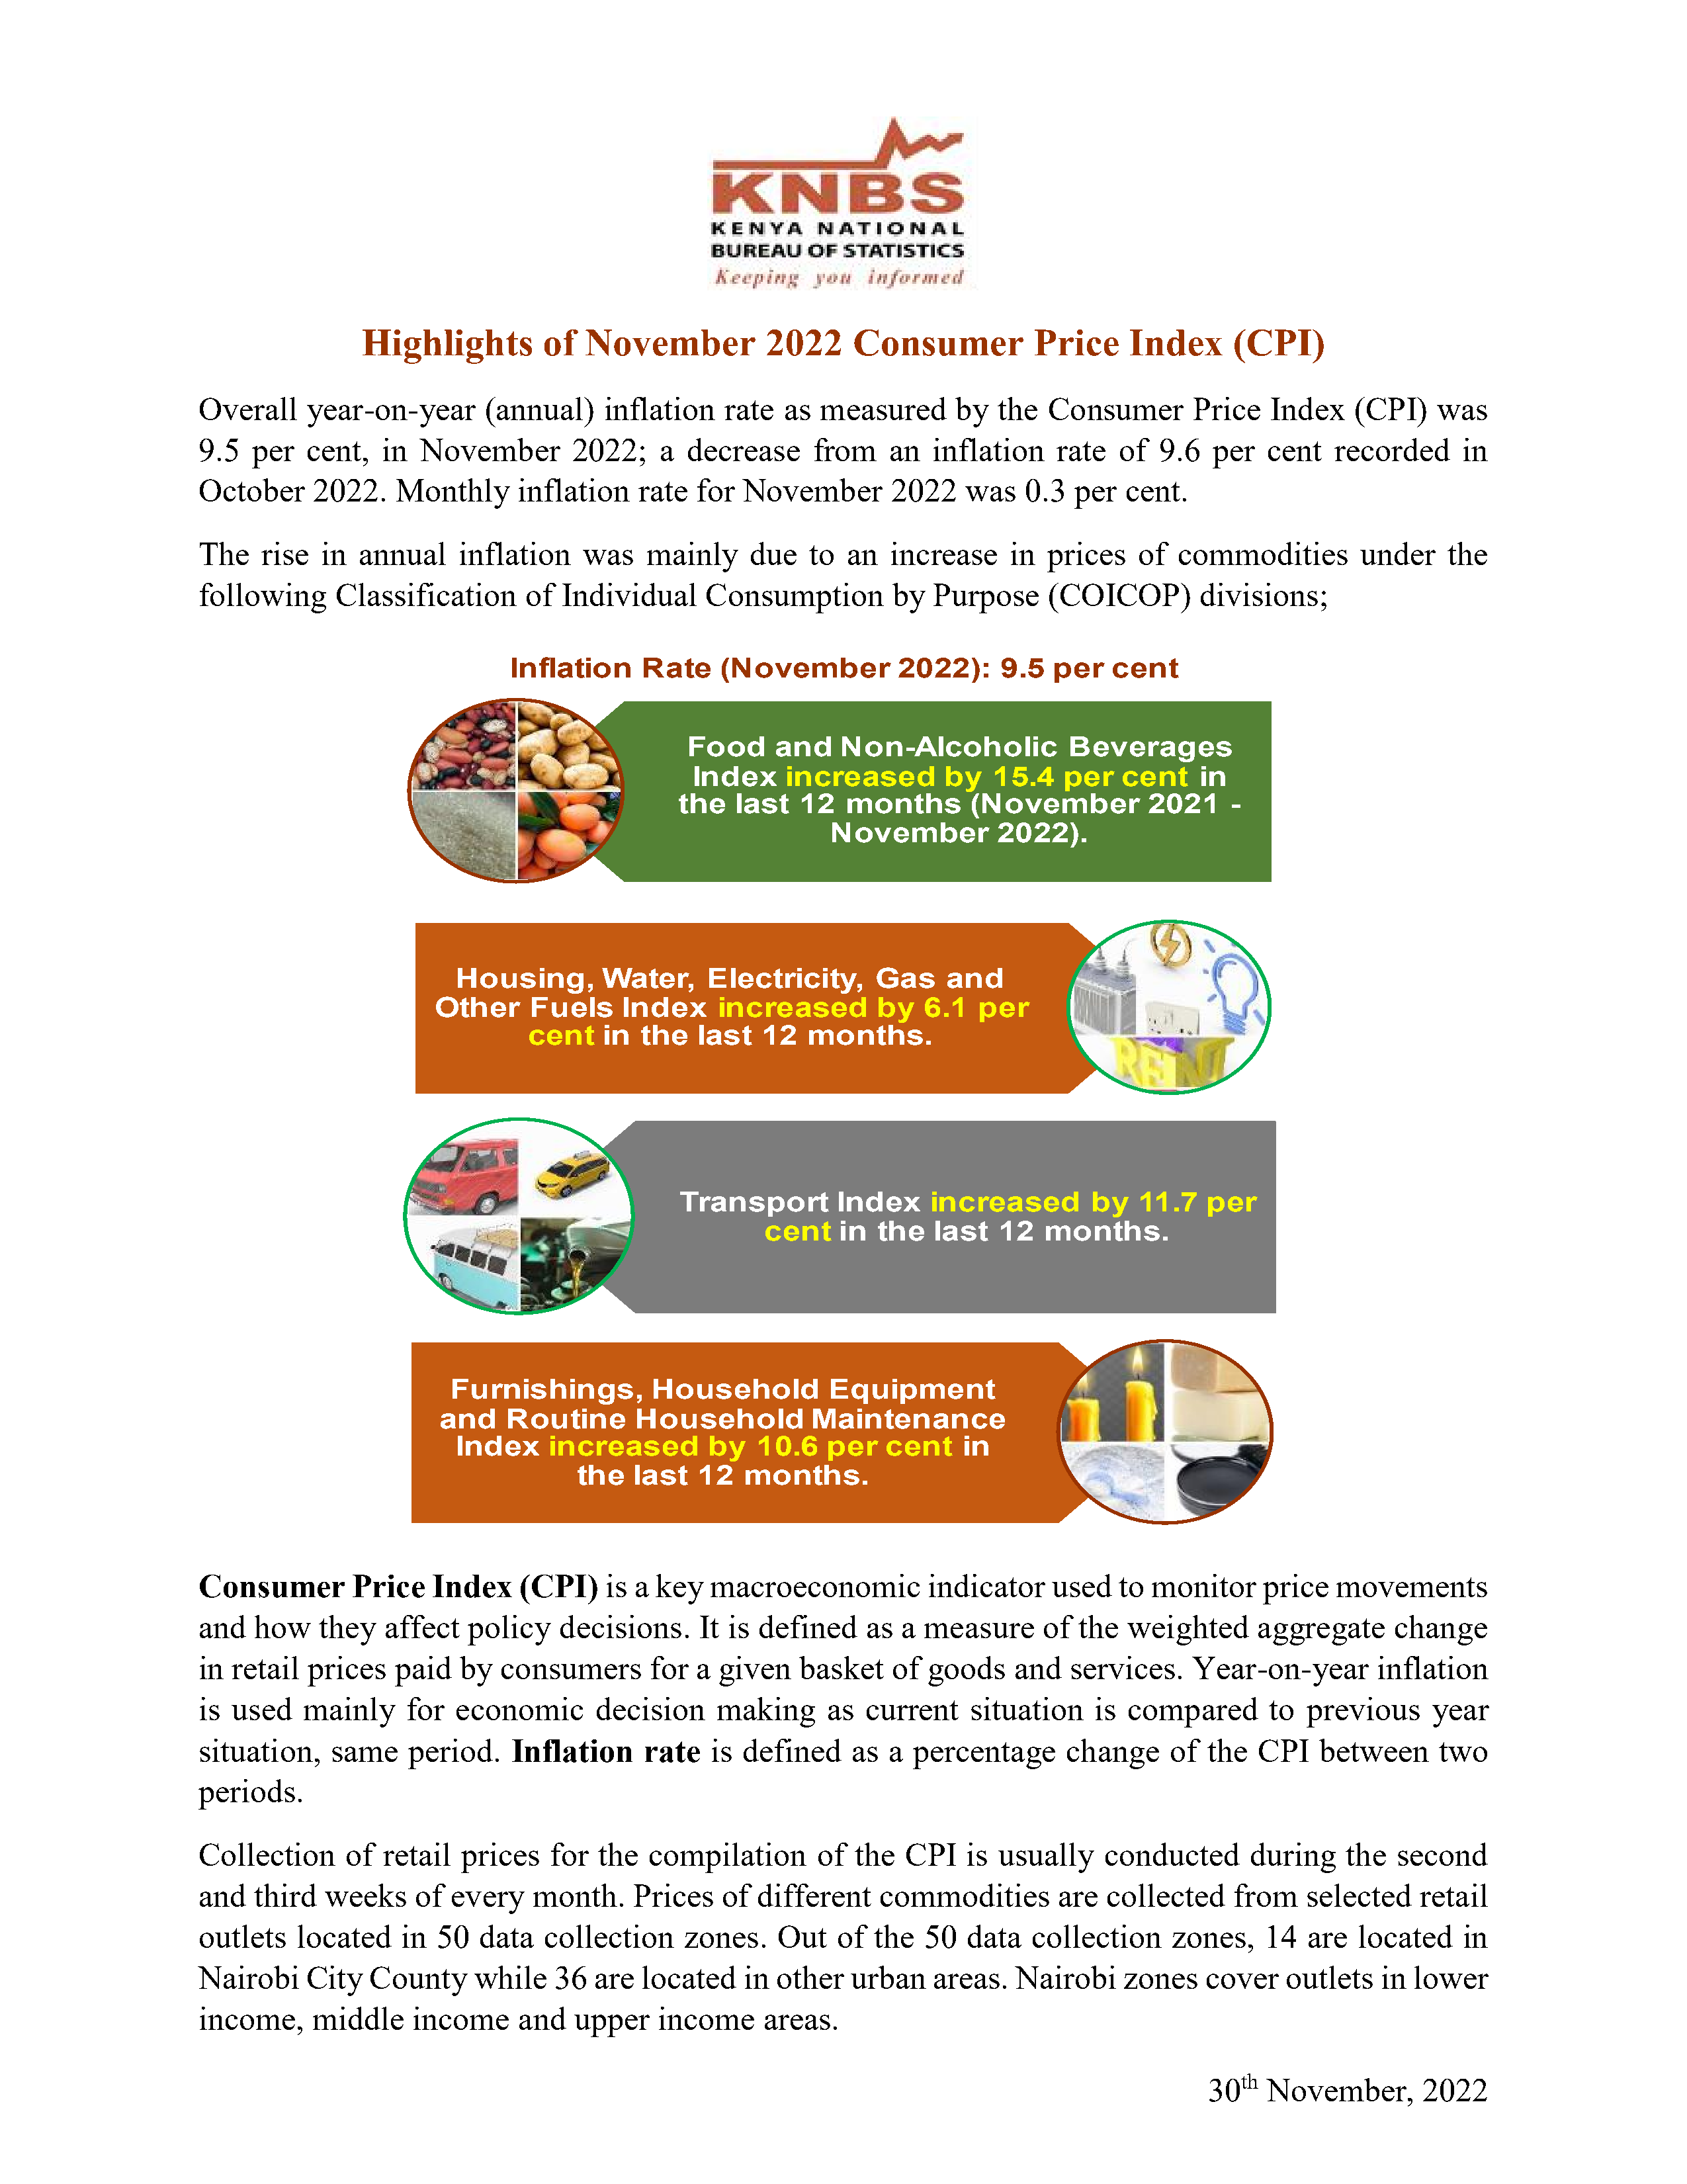 KNBS
KENYA NATIONAL
BUREAU OF STATISTICS
Keeping you informed
Highlights of November 2022 Consumer Price Index (CPI)
Overall year-on-year (annual) inflation rate as measured by the Consumer Price Index (CPI) was
9.5 per cent, in November 2022; a decrease from an inflation rate of 9.6 per cent recorded in
October 2022. Monthly inflation rate for November 2022 was 0.3 per cent.
The rise in annual inflation was mainly due to an increase in prices of commodities under the
following Classification of Individual Consumption by Purpose (COICOP) divisions;
Inflation Rate (November 2022): 9.5 per cent
Food and Non-Alcoholic Beverages
Index increased by 15.4 per cent in
the last 12 months (November 2021 -
November 2022).
Housing, Water, Electricity, Gas and
Other Fuels Index increased by 6.1 per
cent in the last 12 months.
RENT
Transport Index increased by 11.7 per
cent in the last 12 months.
Furnishings, Household Equipment
and Routine Household Maintenance
Index increased by 10.6 per cent in
the last 12 months.
Consumer Price Index (CPI) is a key macroeconomic indicator used to monitor price movements
and how they affect policy decisions. It is defined as a measure of the weighted aggregate change
in retail prices paid by consumers for a given basket of goods and services. Year-on-year inflation
is used mainly for economic decision making as current situation is compared to previous year
situation, same period. Inflation rate is defined as a percentage change of the CPI between two
periods.
Collection of retail prices for the compilation of the CPI is usually conducted during the second
and third weeks of every month. Prices of different commodities are collected from selected retail
outlets located in 50 data collection zones. Out of the 50 data collection zones, 14 are located in
Nairobi City County while 36 are located in other urban areas. Nairobi zones cover outlets in lower
income, middle income and upper income areas.
30th November, 2022